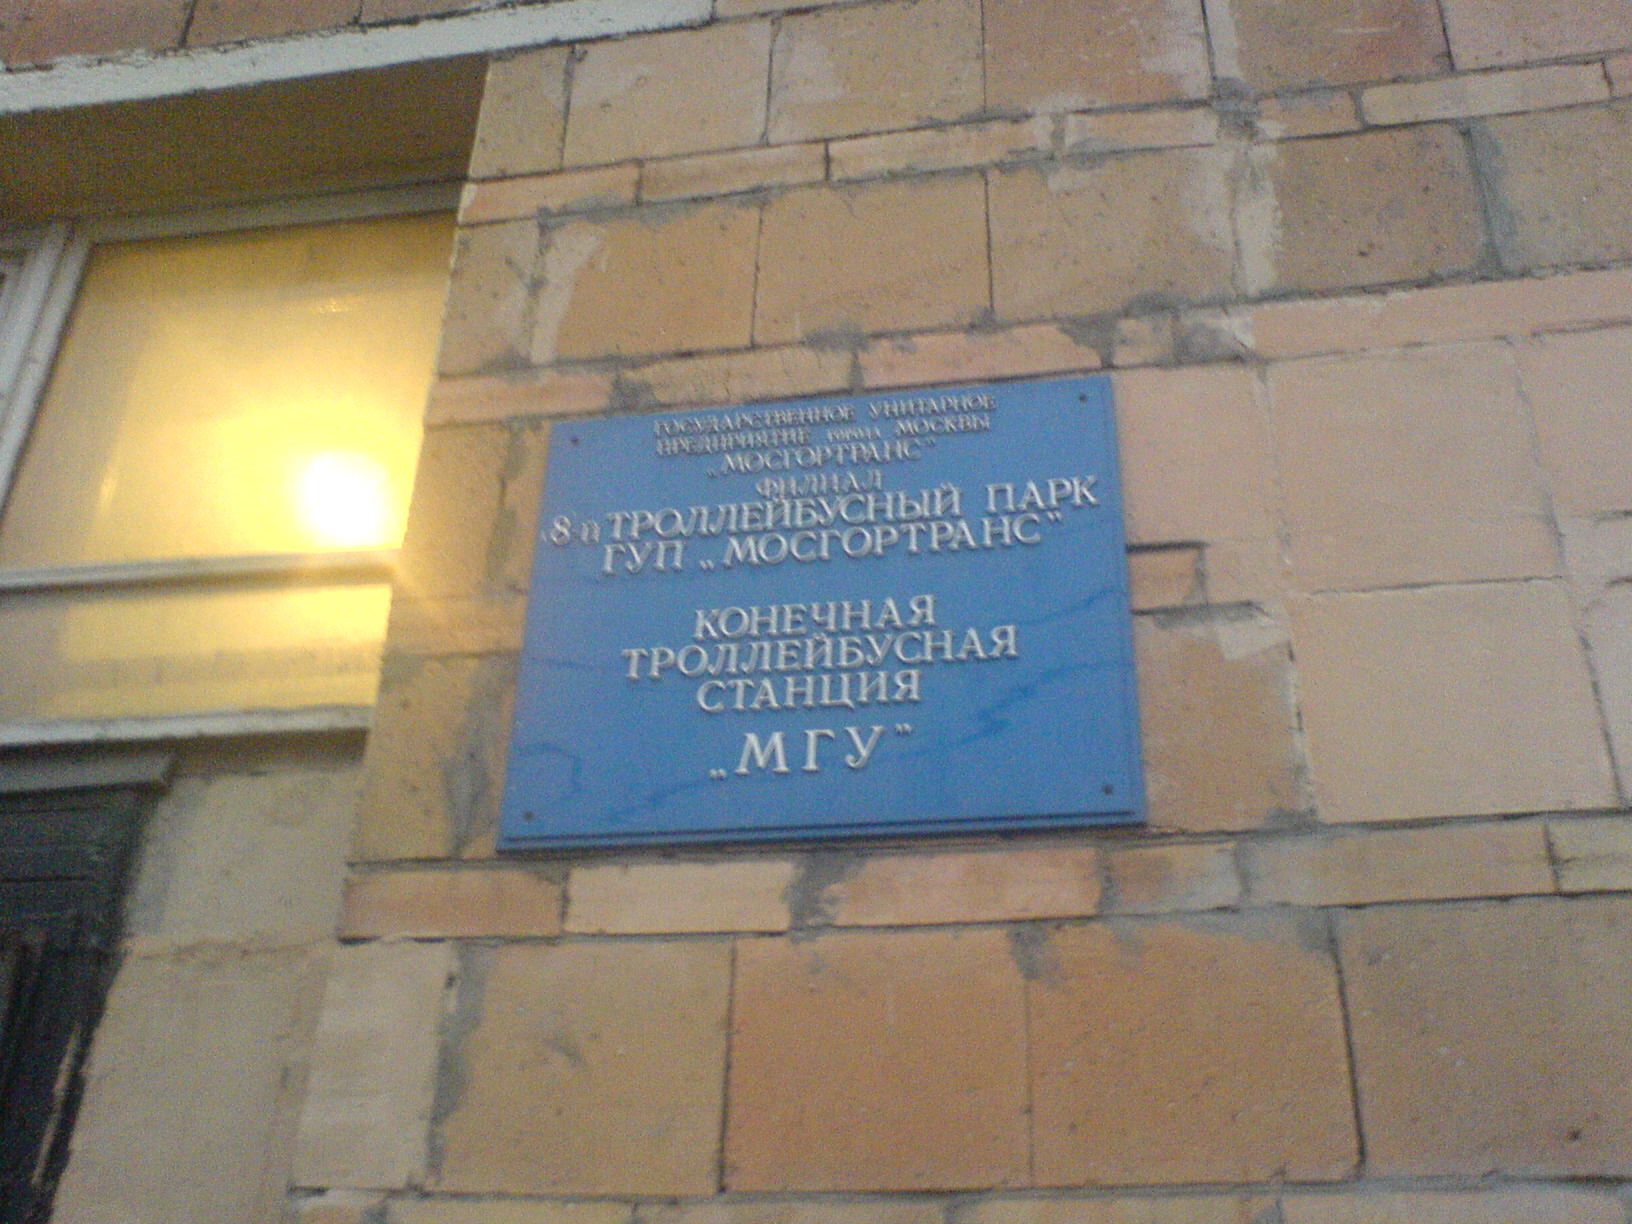 ГОСУДАРСТВЕННОЕ УНИТАРНОЕ
ПРЕДПРИЯТИЕ ГОРОДА МОСКВЫ
„МОСГОРТРАНС"
ФИЛИАЛ
8-й ТРОЛЛЕЙБУСНЫЙ ПАРК
ГУП „МОСГОРТРАНС"
КОНЕЧНАЯ
ТРОЛЛЕЙБУСНАЯ
СТАНЦИЯ
„МГУ"